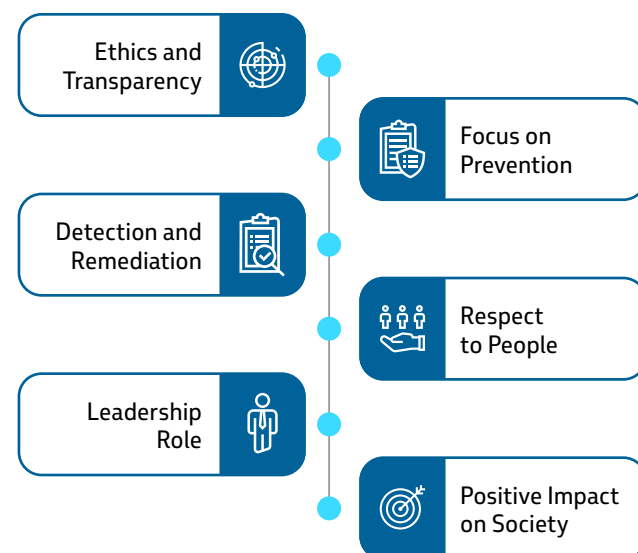 Ethics and
Transparency
Focus on
Prevention
Detection and
Remediation
Respect
to People
Leadership
Role
Positive Impact
on Society